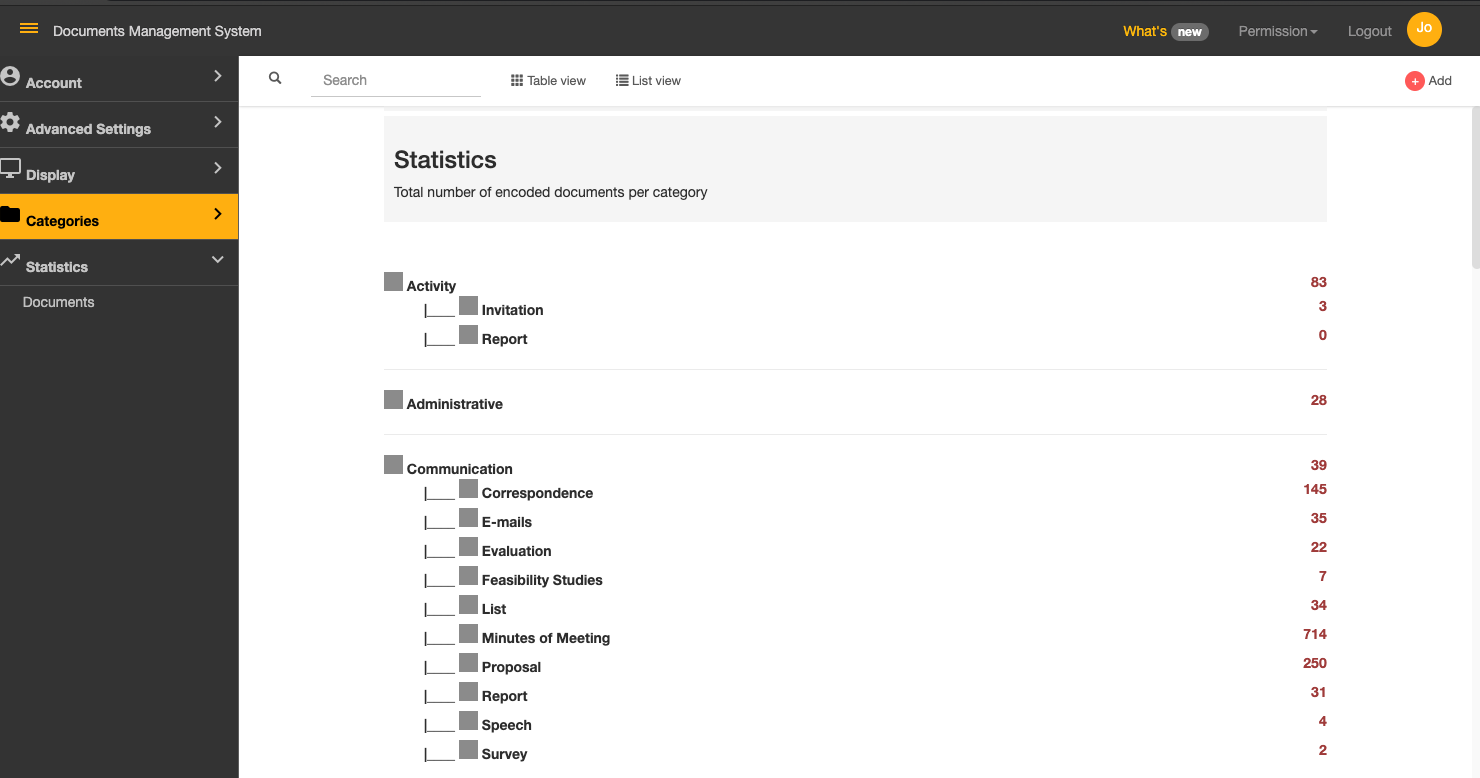 Documents Management System
What's new
Permission
Logout
Jo
Account
Advanced Settings
Display
Categories
Statistics
Documents
Search
Table view
List view
+ Add
Statistics
Total number of encoded documents per category
Activity 83
|____ Invitation 3
|____ Report 0
Administrative 28
Communication 39
|____ Correspondence 145
|____ E-mails 35
|____ Evaluation 22
|____ Feasibility Studies 7
|____ List 34
|____ Minutes of Meeting 714
|____ Proposal 250
|____ Report 31
|____ Speech 4
|____ Survey 2